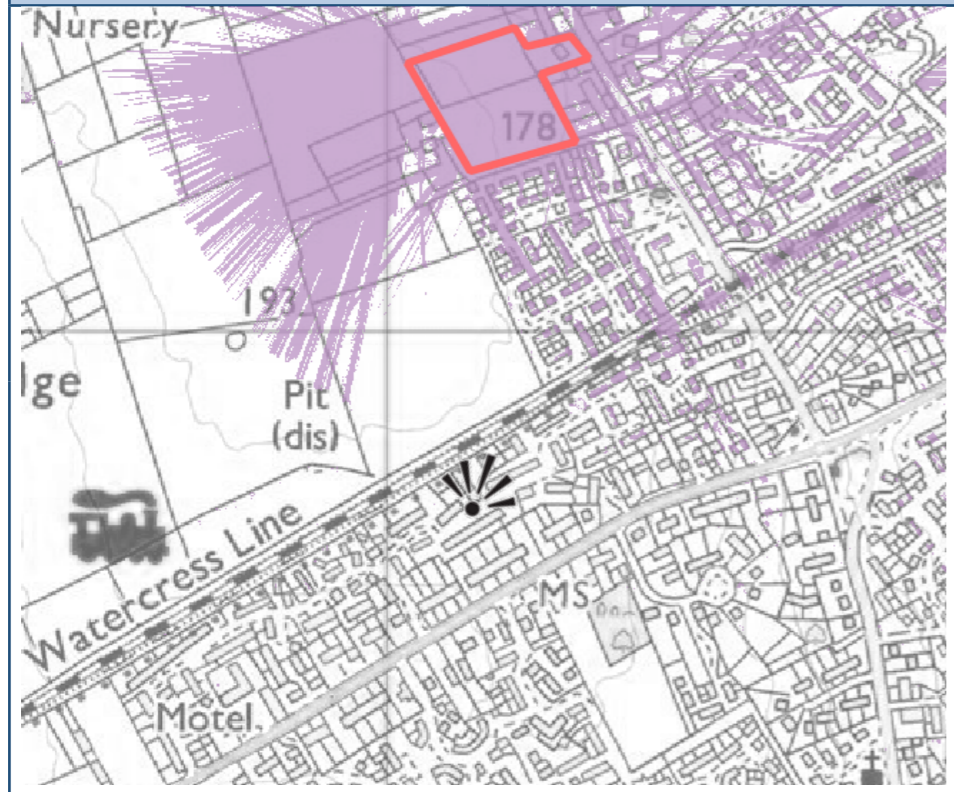 Nursery
178
193
lge
Pit
(dis)
Watercress Line
MS
Motel